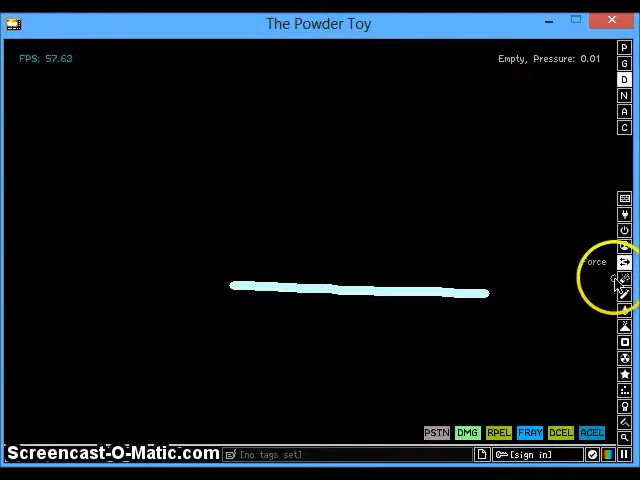 The Powder Toy
FPS: 57.63
Empty, Pressure: 0.01
P
G
D
N
A
C
Force
PSTN DMG RPEL FRAY DCEL ACEL
Screencast-O-Matic.com
[no tags set]
[sign in]